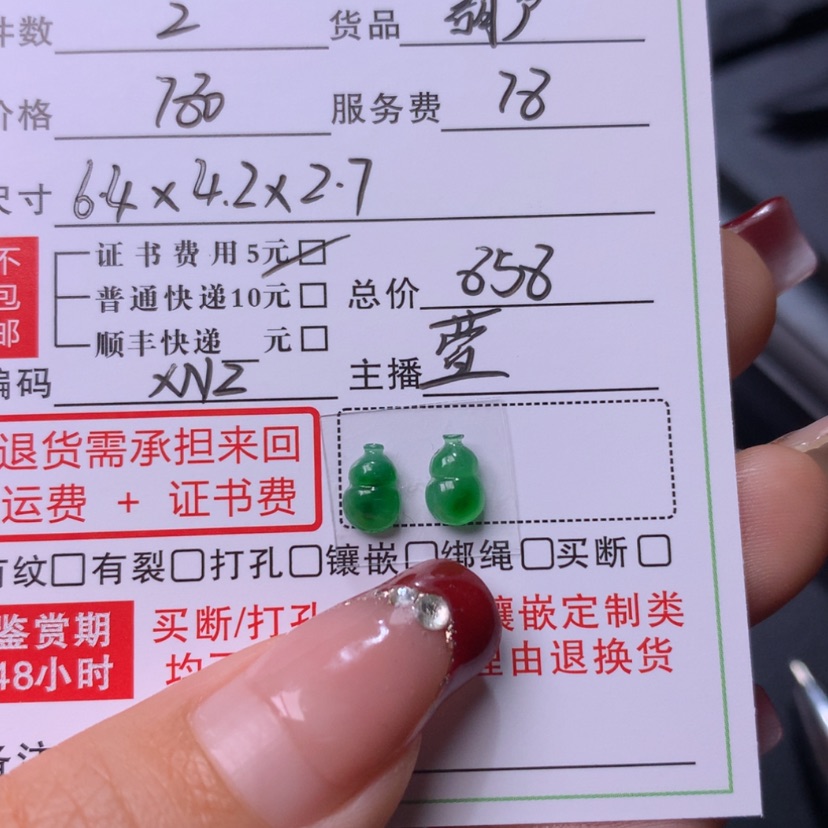 件数 2 货品 葫芦
价格 780 服务费 78
尺寸 6.4×4.2×2.7
不包邮
证书费用5元□
普通快递10元□ 总价 858
顺丰快递 元□
编码 XNZ 主播 萱
退货需承担来回
运费 + 证书费
有纹□有裂□打孔□镶嵌□绑绳□买断□
鉴赏期 买断/打孔 镶嵌定制类
48小时 均 理由退换货
备注